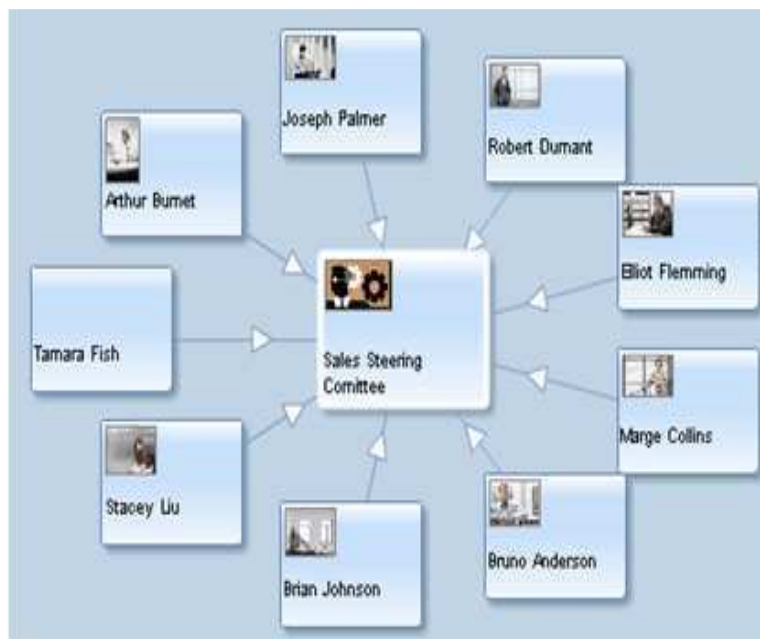 Joseph Palmer
Robert Dumant
Arthur Burnet
Elliot Flemming
Tamara Fish
Sales Steering
Comittee
Marge Collins
Stacey Liu
Bruno Anderson
Brian Johnson